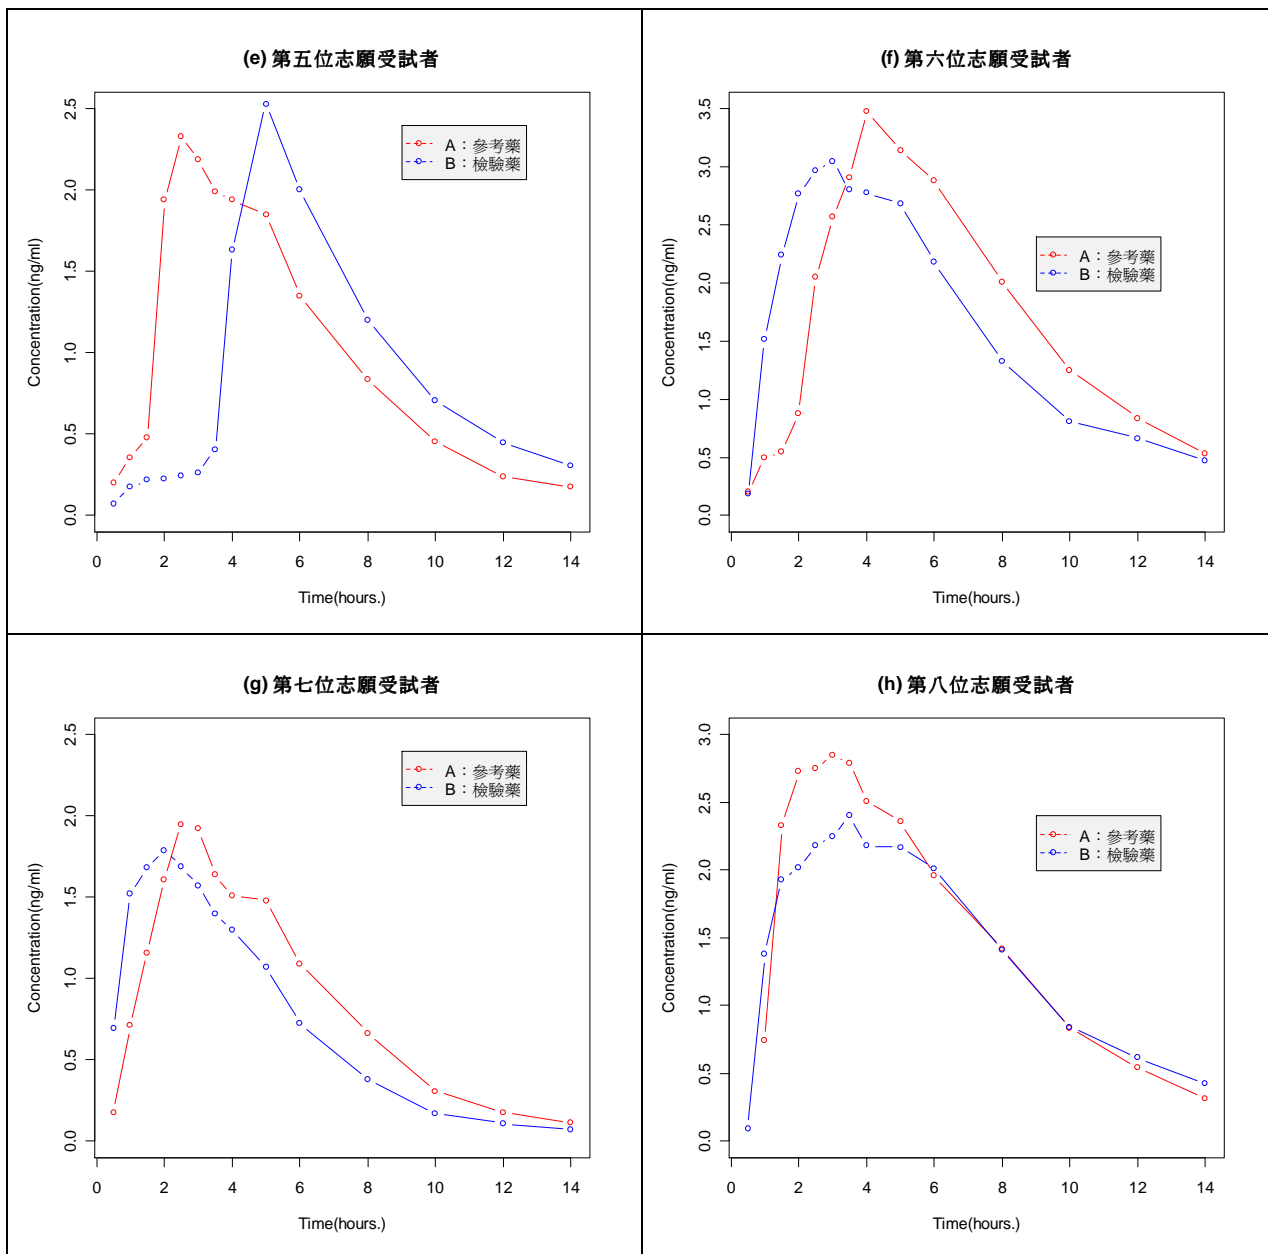 (e) 第五位志願受試者
Concentration(ng/ml)
0.0 0.5 1.0 1.5 2.0 2.5
A：參考藥
B：檢驗藥
0 2 4 6 8 10 12 14
Time(hours.)
(f) 第六位志願受試者
Concentration(ng/ml)
0.0 0.5 1.0 1.5 2.0 2.5 3.0 3.5
A：參考藥
B：檢驗藥
0 2 4 6 8 10 12 14
Time(hours.)
(g) 第七位志願受試者
Concentration(ng/ml)
0.0 0.5 1.0 1.5 2.0 2.5
A：參考藥
B：檢驗藥
0 2 4 6 8 10 12 14
Time(hours.)
(h) 第八位志願受試者
Concentration(ng/ml)
0.0 0.5 1.0 1.5 2.0 2.5 3.0
A：參考藥
B：檢驗藥
0 2 4 6 8 10 12 14
Time(hours.)